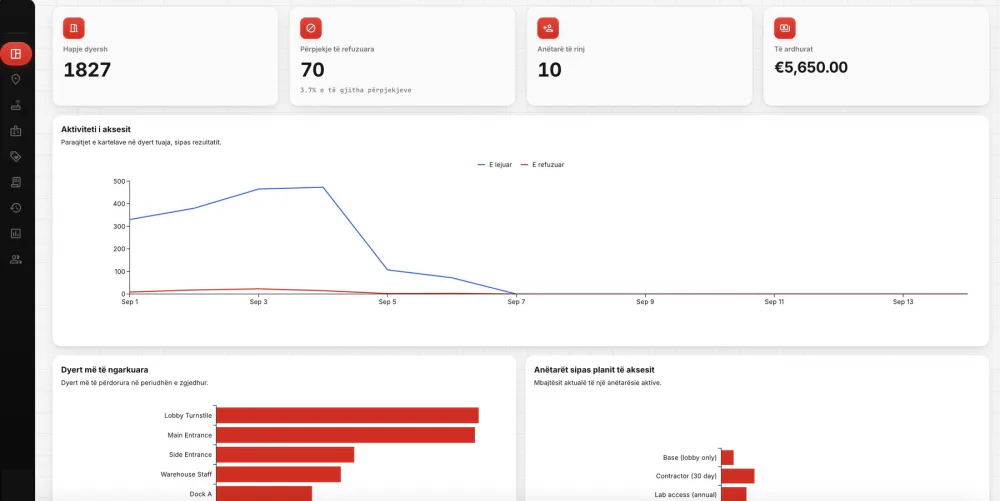 Hapje dyersh
1827
Përpjekje të refuzuara
70
3.7% e të gjitha përpjekjeve
Anëtarë të rinj
10
Të ardhurat
€5,650.00
Aktiviteti i aksesit
Paraqitjet e kartelave në dyert tuaja, sipas rezultatit.
E lejuar
E refuzuar
500
400
300
200
100
0
Sep 1
Sep 3
Sep 5
Sep 7
Sep 9
Sep 11
Sep 13
Dyert më të ngarkuara
Dyert më të përdorura në periudhën e zgjedhur.
Lobby Turnstile
Main Entrance
Side Entrance
Warehouse Staff
Dock A
Anëtarët sipas planit të aksesit
Mbajtësit aktualë të një anëtarësie aktive.
Base (lobby only)
Contractor (30 day)
Lab access (annual)